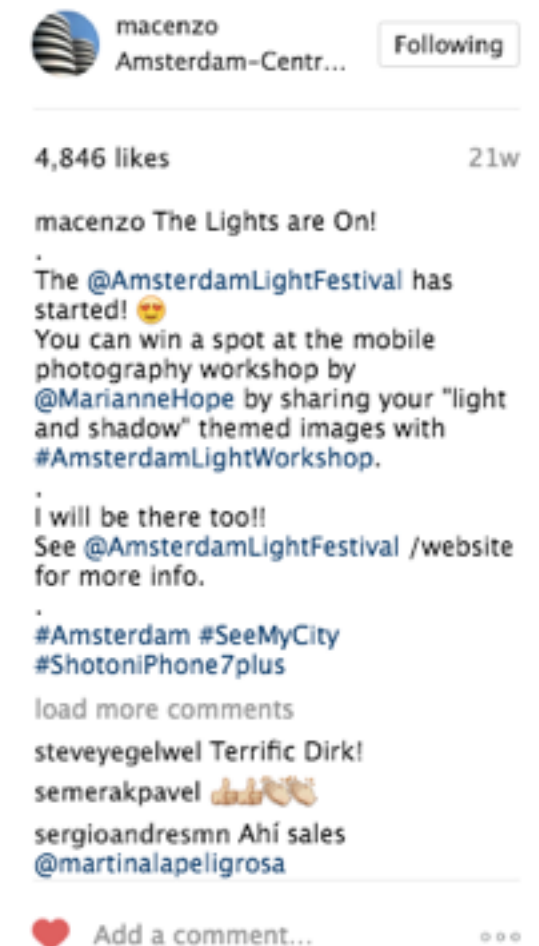 macenzo
Amsterdam-Centr...
Following
4,846 likes
21w
macenzo The Lights are On!
.
The @AmsterdamLightFestival has
started! 😍
You can win a spot at the mobile
photography workshop by
@MarianneHope by sharing your "light
and shadow" themed images with
#AmsterdamLightWorkshop.
.
I will be there too!!
See @AmsterdamLightFestival /website
for more info.
.
#Amsterdam #SeeMyCity
#ShotoniPhone7plus
load more comments
steveyegelwel Terrific Dirk!
semerakpavel 👍👍👏👏
sergioandresmn Ahí sales
@martinalapeligrosa
Add a comment...